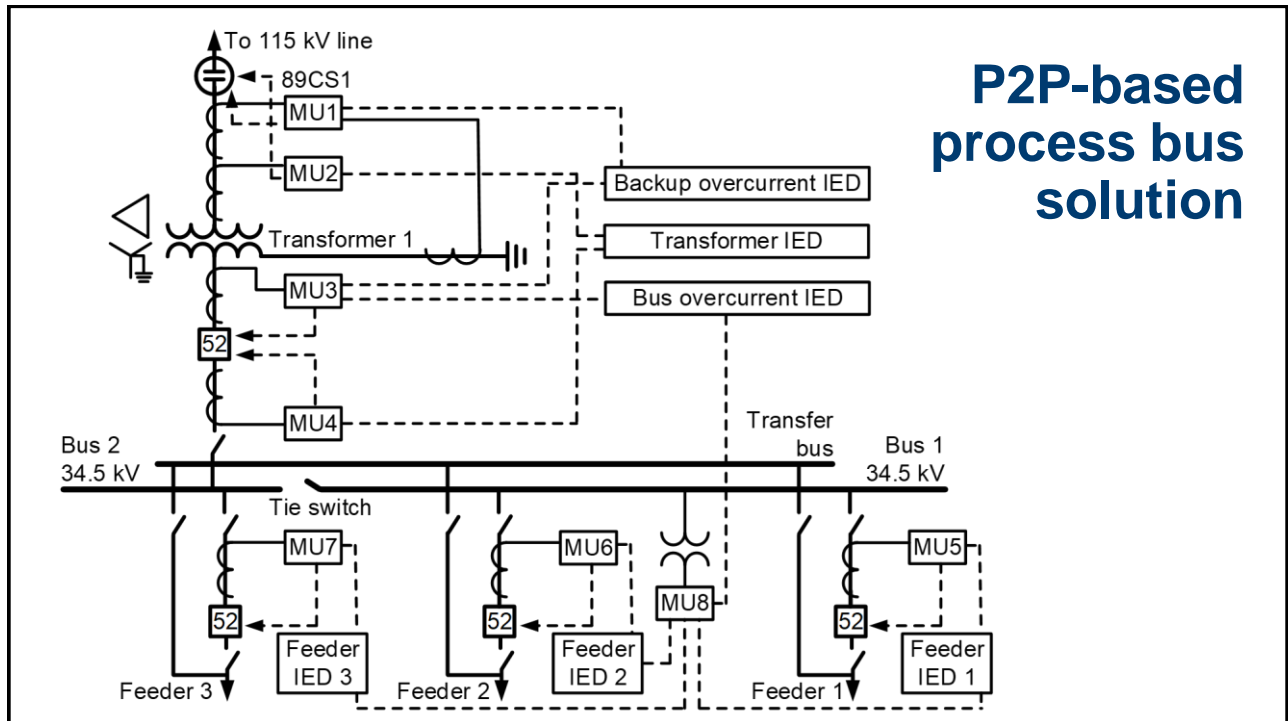 P2P-based
process bus
solution
To 115 kV line
89CS1
MU1
MU2
Backup overcurrent IED
Transformer 1
Transformer IED
MU3
Bus overcurrent IED
52
MU4
Transfer
bus
Bus 2
34.5 kV
Bus 1
34.5 kV
Tie switch
MU7
MU6
MU5
MU8
52
52
52
Feeder
IED 3
Feeder
IED 2
Feeder
IED 1
Feeder 3
Feeder 2
Feeder 1